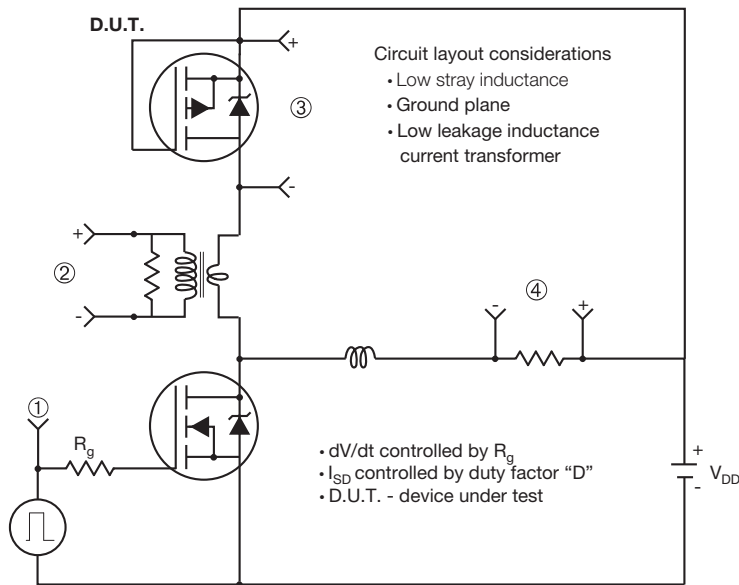 D.U.T.
+
Circuit layout considerations
• Low stray inductance
③
• Ground plane
• Low leakage inductance
current transformer
-
+
②
④
-
-
+
①
R<sub>g</sub>
• dV/dt controlled by R<sub>g</sub>
+
• I<sub>SD</sub> controlled by duty factor “D”
V<sub>DD</sub>
-
• D.U.T. - device under test